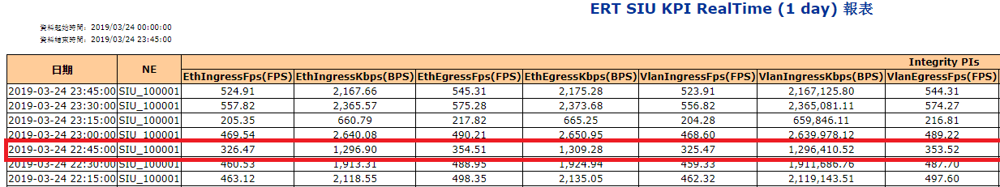 ERT SIU KPI RealTime (1 day) 報表
資料起始時間: 2019/03/24 00:00:00
資料結束時間: 2019/03/24 23:45:00
日期 NE Integrity PIs
EthIngressFps(FPS) EthIngressKbps(BPS) EthEgressFps(FPS) EthEgressKbps(BPS) VlanIngressFps(FPS) VlanIngressKbps(BPS) VlanEgressFps(FPS)
2019-03-24 23:45:00 SIU_100001 524.91 2,167.66 545.31 2,175.28 523.91 2,167,125.80 544.31
2019-03-24 23:30:00 SIU_100001 557.82 2,365.57 575.28 2,373.68 556.82 2,365,081.11 574.27
2019-03-24 23:15:00 SIU_100001 205.35 660.79 217.82 665.25 204.28 659,846.11 216.81
2019-03-24 23:00:00 SIU_100001 469.54 2,640.08 490.21 2,650.95 468.60 2,639,978.12 489.22
2019-03-24 22:45:00 SIU_100001 326.47 1,296.90 354.51 1,309.28 325.47 1,296,410.52 353.52
2019-03-24 22:30:00 SIU_100001 460.53 1,913.31 488.95 1,924.94 459.33 1,911,686.76 487.70
2019-03-24 22:15:00 SIU_100001 463.12 2,118.55 498.35 2,135.05 462.32 2,119,143.51 497.60